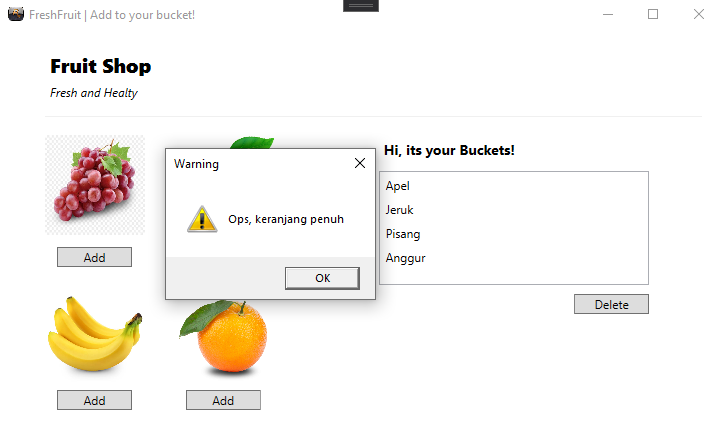 FreshFruit | Add to your bucket!
Fruit Shop
Fresh and Healty
Hi, its your Buckets!
Warning
Ops, keranjang penuh
OK
Apel
Jeruk
Pisang
Anggur
Add
Delete
Add
Add